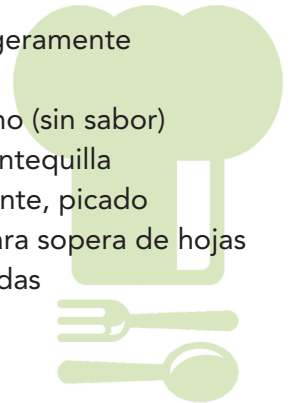 geramente
no (sin sabor)
ntequilla
nte, picado
ara sopera de hojas
das